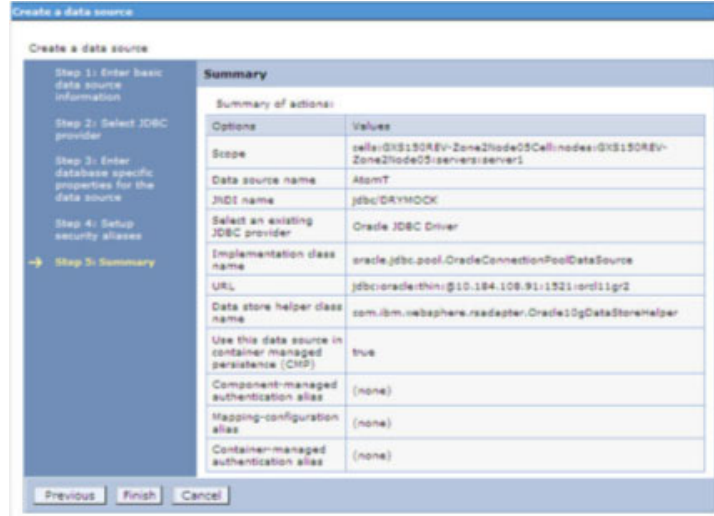 Create a data source
Create a data source
Step 1: Enter basic
data source
information
Step 2: Select JDBC
provider
Step 3: Enter
database specific
properties for the
data source
Step 4: Setup
security aliases
Step 5: Summary
Summary
Summary of actions:
Options Values
Scope cells:GXS150REV-Zone2Node05Cell:nodes:GXS150REV-
Zone2Node05:servers:server1
Data source name AtomT
JNDI name jdbc/DRYMOCK
Select an existing
JDBC provider Oracle JDBC Driver
Implementation class
name oracle.jdbc.pool.OracleConnectionPoolDataSource
URL jdbc:oracle:thin:@10.184.108.91:1521:orcl11gr2
Data store helper class
name com.ibm.websphere.rsadapter.Oracle10gDataStoreHelper
Use this data source in
container managed true
persistence (CMP)
Component-managed
authentication alias (none)
Mapping-configuration
alias (none)
Container-managed
authentication alias (none)
Previous Finish Cancel